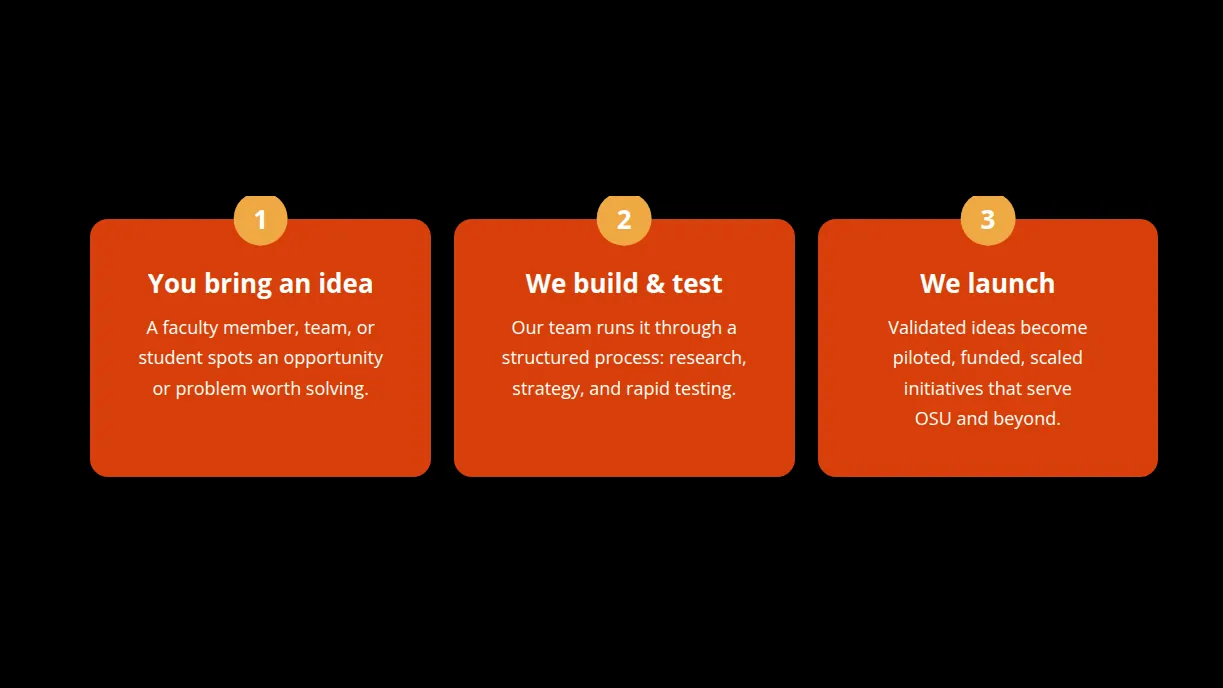 1
You bring an idea
A faculty member, team, or
student spots an opportunity
or problem worth solving.
2
We build & test
Our team runs it through a
structured process: research,
strategy, and rapid testing.
3
We launch
Validated ideas become
piloted, funded, scaled
initiatives that serve
OSU and beyond.